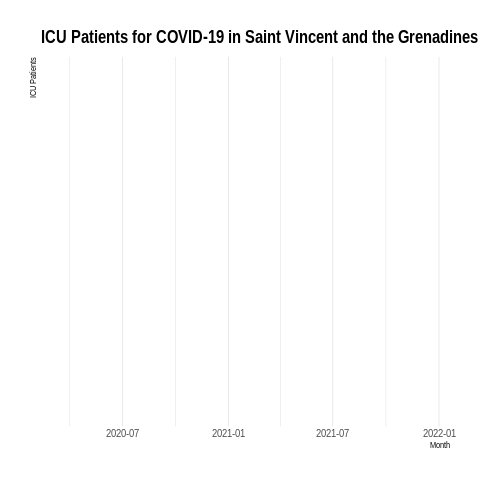 ICU Patients for COVID-19 in Saint Vincent and the Grenadines
ICU Patients
2020-07 2021-01 2021-07 2022-01
Month